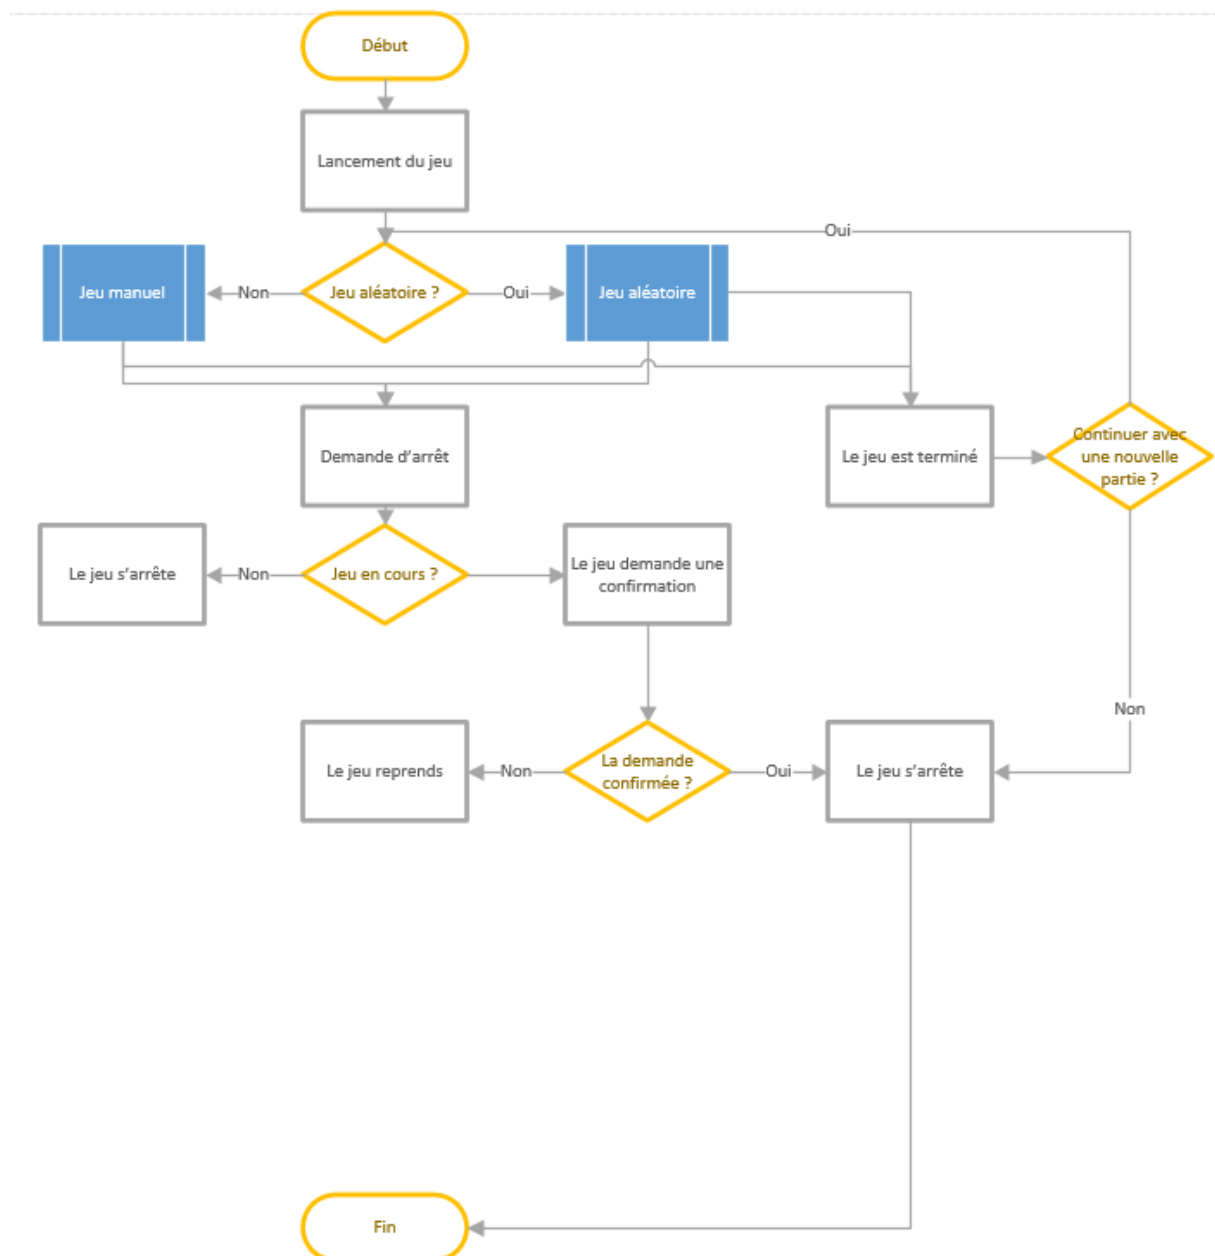 Début
Lancement du jeu
Oui
Jeu manuel
Non
Jeu aléatoire ?
Oui
Jeu aléatoire
Demande d'arrêt
Le jeu est terminé
Continuer avec
une nouvelle
partie ?
Le jeu s'arrête
Non
Jeu en cours ?
Le jeu demande une
confirmation
Non
Le jeu reprends
Non
La demande
confirmée ?
Oui
Le jeu s'arrête
Fin